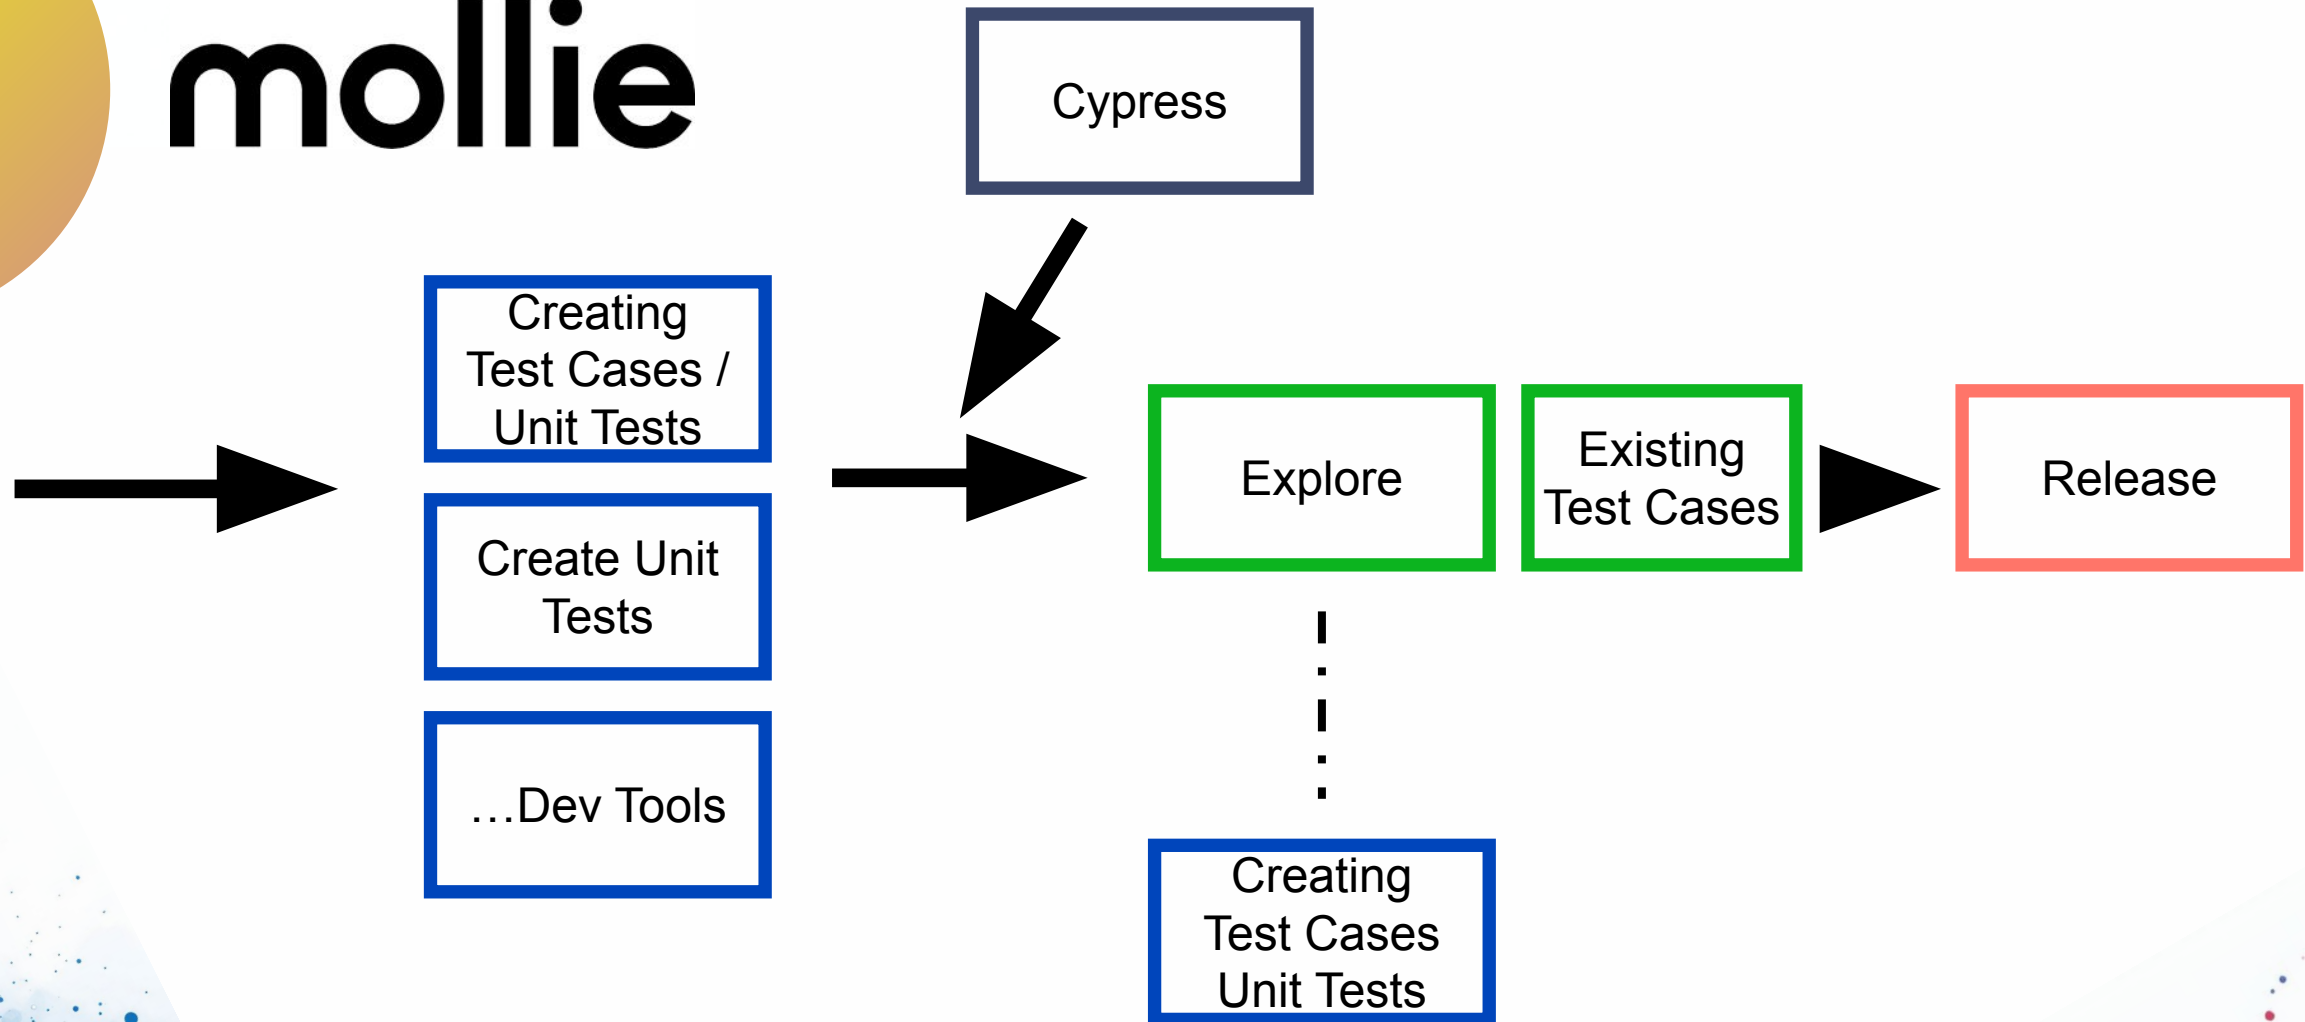 mollie
Cypress
Creating
Test Cases /
Unit Tests
Create Unit
Tests
…Dev Tools
Explore
Existing
Test Cases
Release
Creating
Test Cases
Unit Tests